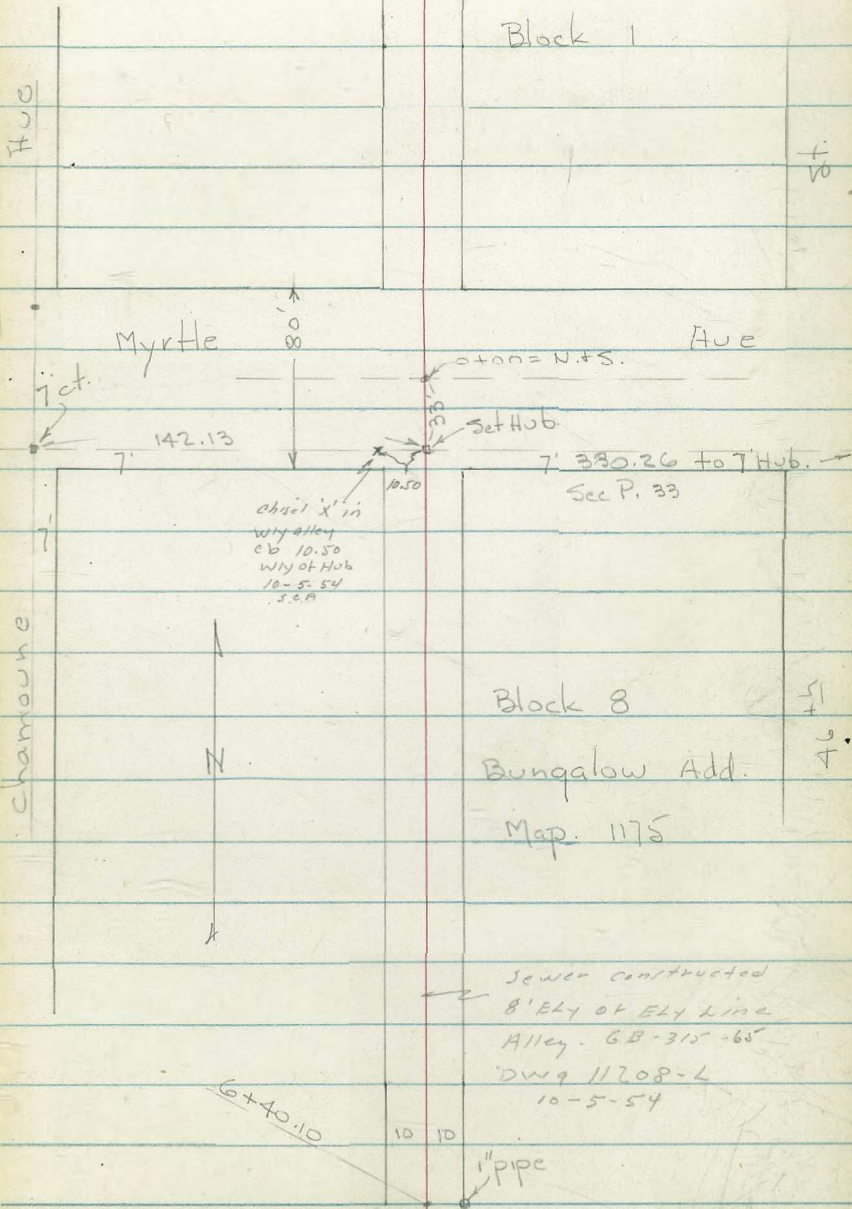 Block 1
Ave
St.
Myrtle
80'
Ave
0+00 = N.&S.
7' ct.
33'
Set Hub.
142.13
7'
7' 330.26 to 7' Hub.
10.50
See P. 33
chisel 'X' in
Wly alley
cb 10.50
Wly of Hub
10-5-54
S.C.A
7'
Chamoune
N
Block 8
46th
Bungalow Add.
Map. 1175
Sewer constructed
8' Ely of Ely Line
Alley. GB-315-65
DWg 11208-L
10-5-54
6+40.10
10 10
1" pipe